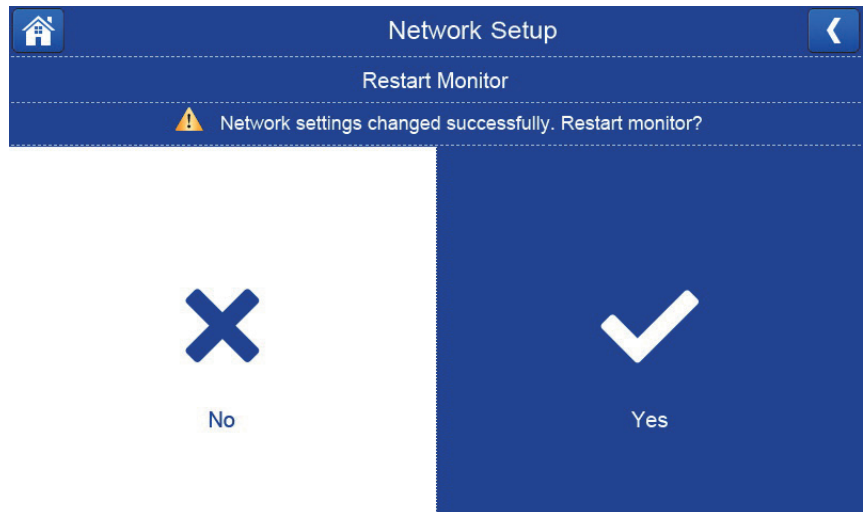 Network Setup
Restart Monitor
Network settings changed successfully. Restart monitor?
No
Yes